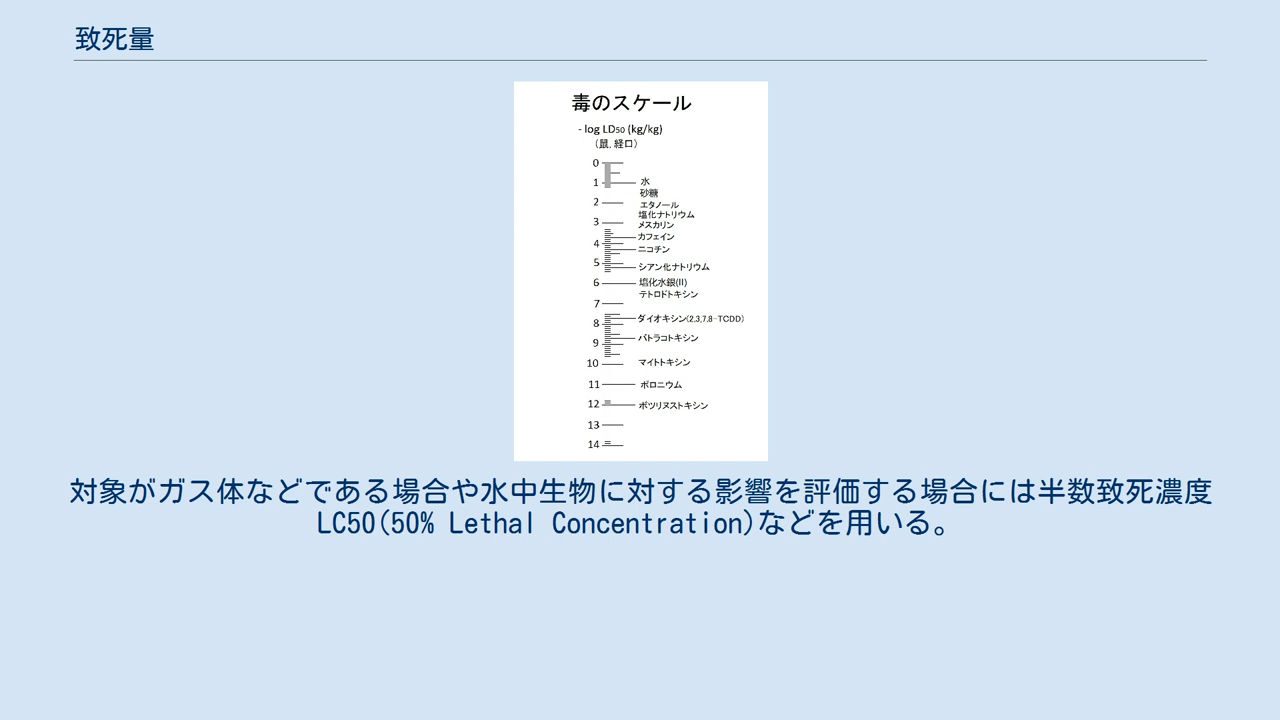 致死量
毒のスケール
- log LD50 (kg/kg)
(鼠, 経口)
0
1 水
砂糖
2 エタノール
塩化ナトリウム
3 メスカリン
カフェイン
4 ニコチン
5 シアン化ナトリウム
6 塩化水銀(II)
テトロドトキシン
7
ダイオキシン(2,3,7,8-TCDD)
8
バトラコトキシン
9
10 マイトトキシン
11 ポロニウム
12 ボツリヌストキシン
13
14
対象がガス体などである場合や水中生物に対する影響を評価する場合には半数致死濃度
LC50(50% Lethal Concentration)などを用いる。